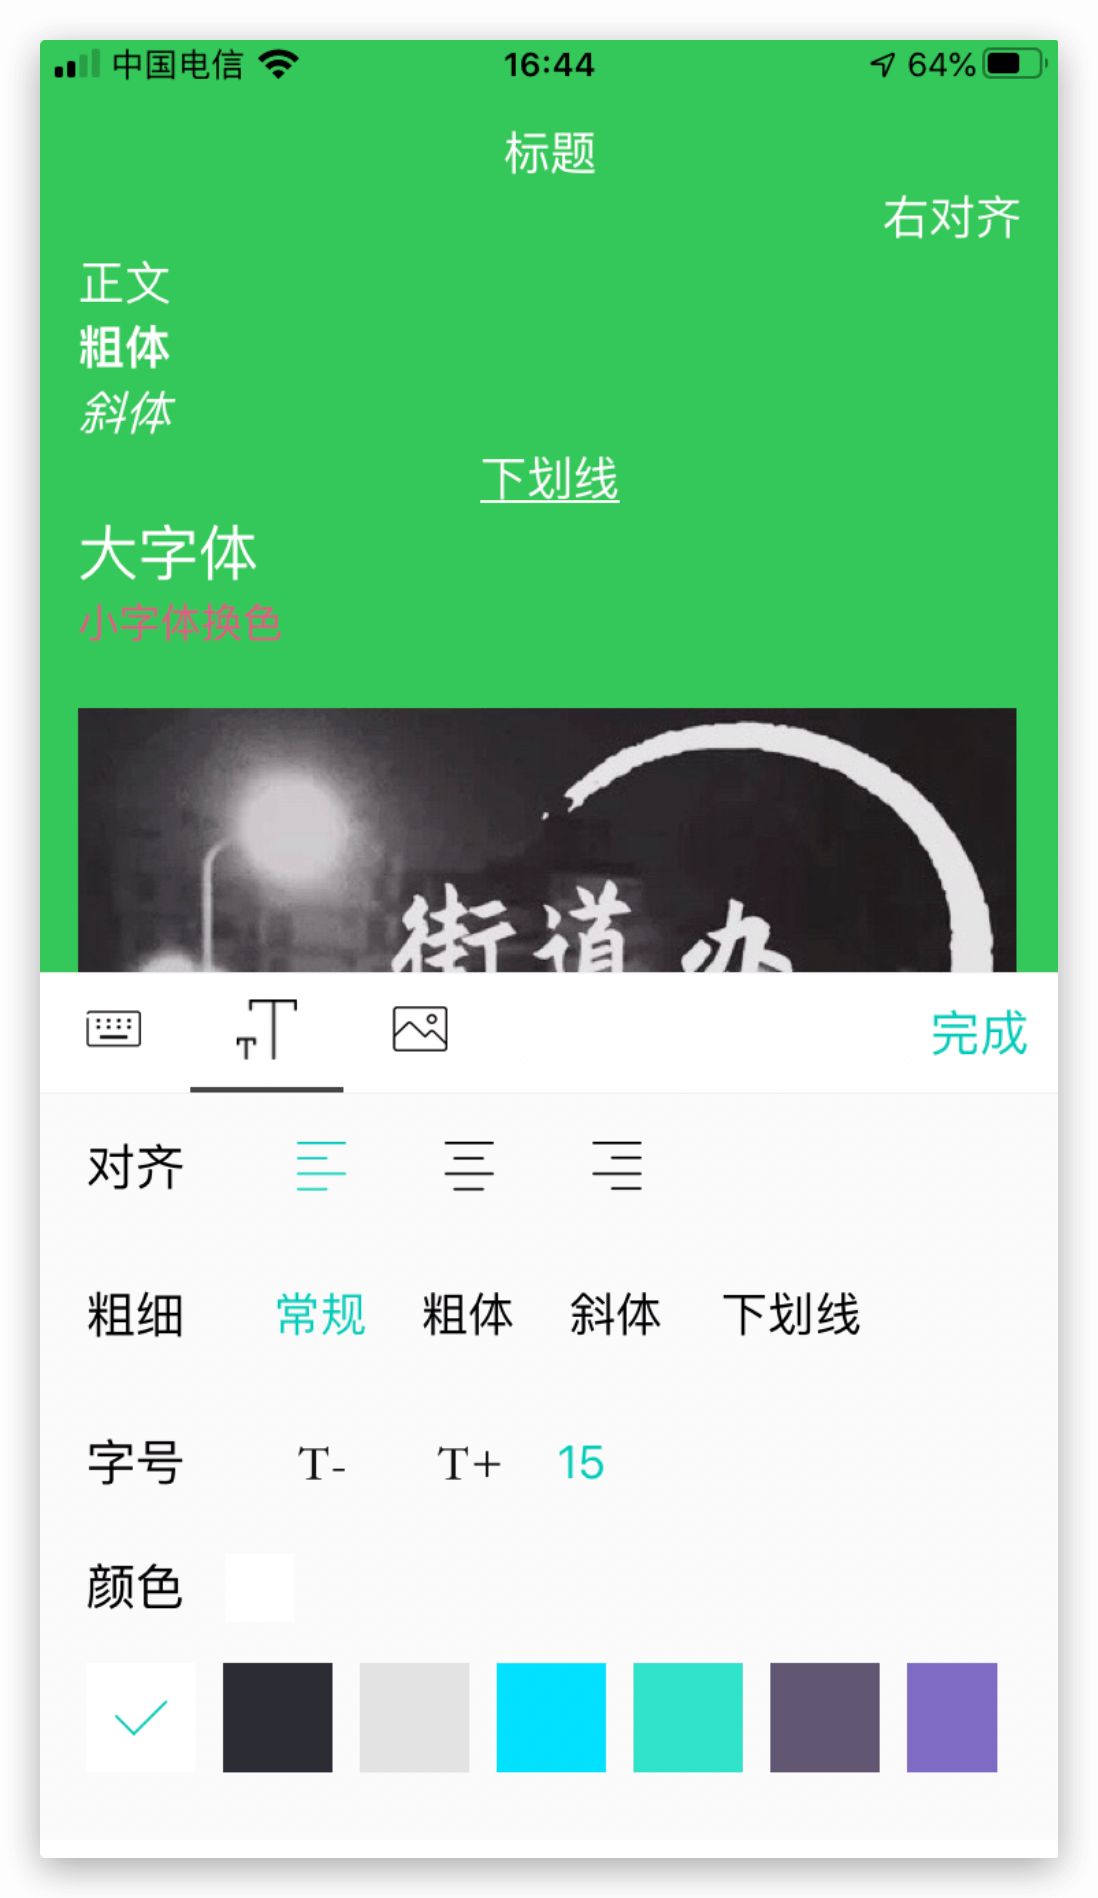 中国电信 16:44 64%
标题
右对齐
正文
粗体
斜体
下划线
大字体
小字体换色
街道办
完成
对齐
粗细 常规 粗体 斜体 下划线
字号 T- T+ 15
颜色